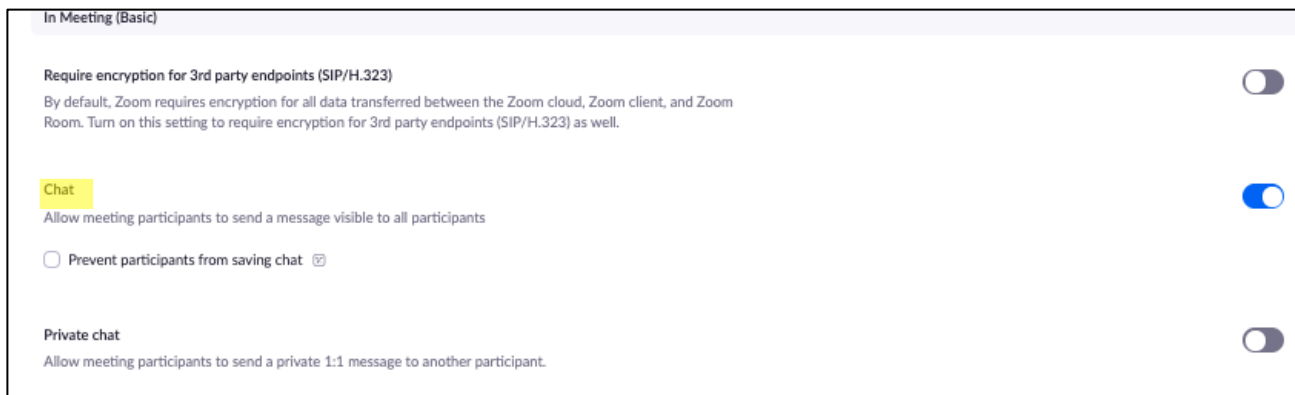 In Meeting (Basic)
Require encryption for 3rd party endpoints (SIP/H.323)
By default, Zoom requires encryption for all data transferred between the Zoom cloud, Zoom client, and Zoom
Room. Turn on this setting to require encryption for 3rd party endpoints (SIP/H.323) as well.
Chat
Allow meeting participants to send a message visible to all participants
Prevent participants from saving chat
Private chat
Allow meeting participants to send a private 1:1 message to another participant.